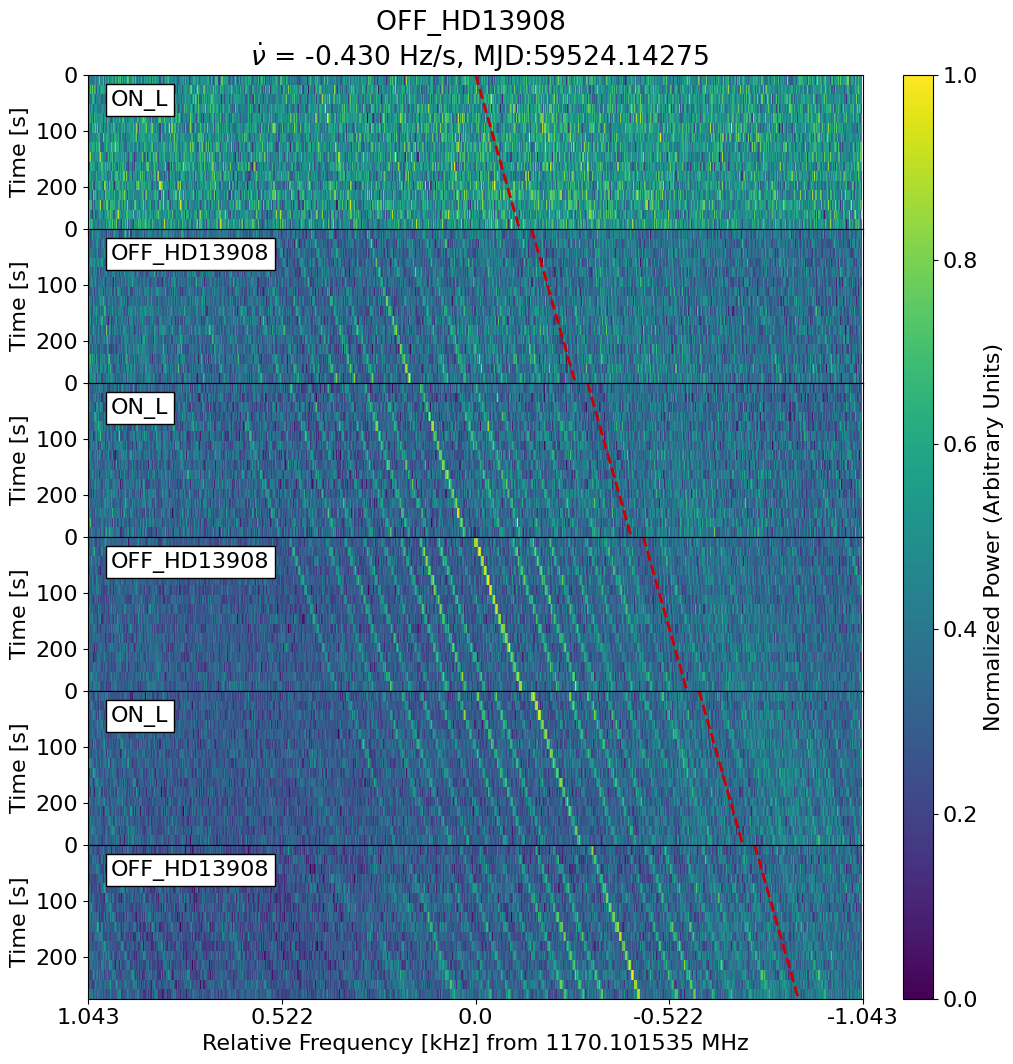 OFF_HD13908
ν̇ = -0.430 Hz/s, MJD:59524.14275
0
ON_L
100
200
Time [s]
0
OFF_HD13908
100
200
Time [s]
0
ON_L
100
200
Time [s]
0
OFF_HD13908
100
200
Time [s]
0
ON_L
100
200
Time [s]
0
OFF_HD13908
100
200
Time [s]
1.043 0.522 0.0 -0.522 -1.043
Relative Frequency [kHz] from 1170.101535 MHz
1.0
0.8
0.6
0.4
0.2
0.0
Normalized Power (Arbitrary Units)